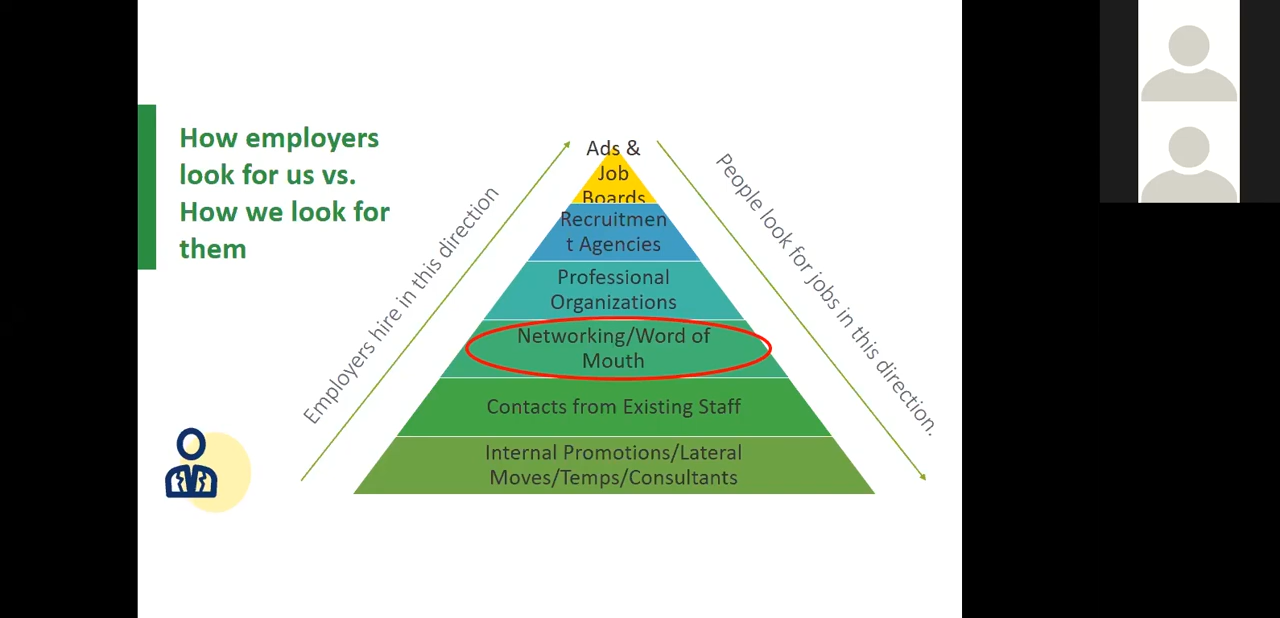 How employers
look for us vs.
How we look for
them
Employers hire in this direction
Ads &
Job
Boards
Recruitmen
t Agencies
Professional
Organizations
Networking/Word of
Mouth
Contacts from Existing Staff
Internal Promotions/Lateral
Moves/Temps/Consultants
People look for jobs in this direction.